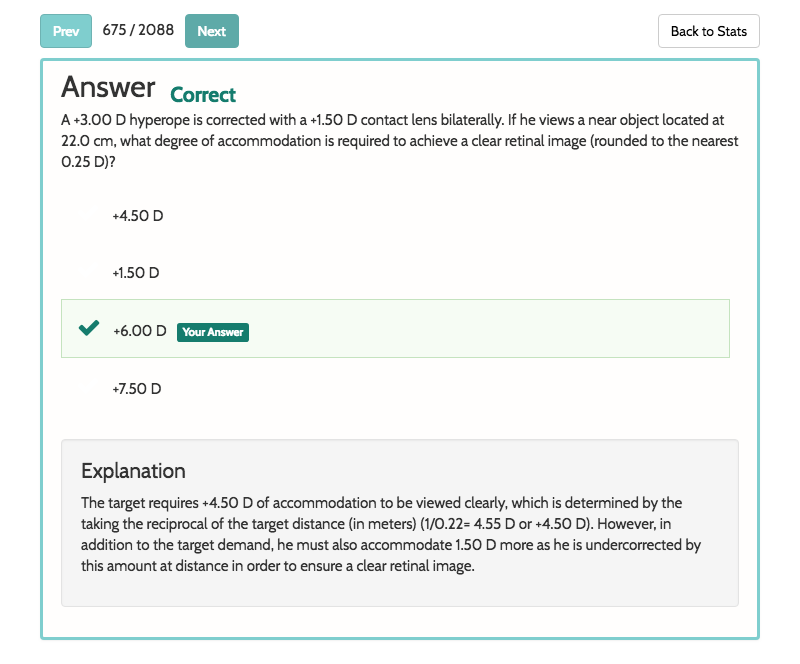 Prev 675 / 2088 Next Back to Stats
Answer Correct
A +3.00 D hyperope is corrected with a +1.50 D contact lens bilaterally. If he views a near object located at
22.0 cm, what degree of accommodation is required to achieve a clear retinal image (rounded to the nearest
0.25 D)?
+4.50 D
+1.50 D
+6.00 D Your Answer
+7.50 D
Explanation
The target requires +4.50 D of accommodation to be viewed clearly, which is determined by the
taking the reciprocal of the target distance (in meters) (1/0.22= 4.55 D or +4.50 D). However, in
addition to the target demand, he must also accommodate 1.50 D more as he is undercorrected by
this amount at distance in order to ensure a clear retinal image.